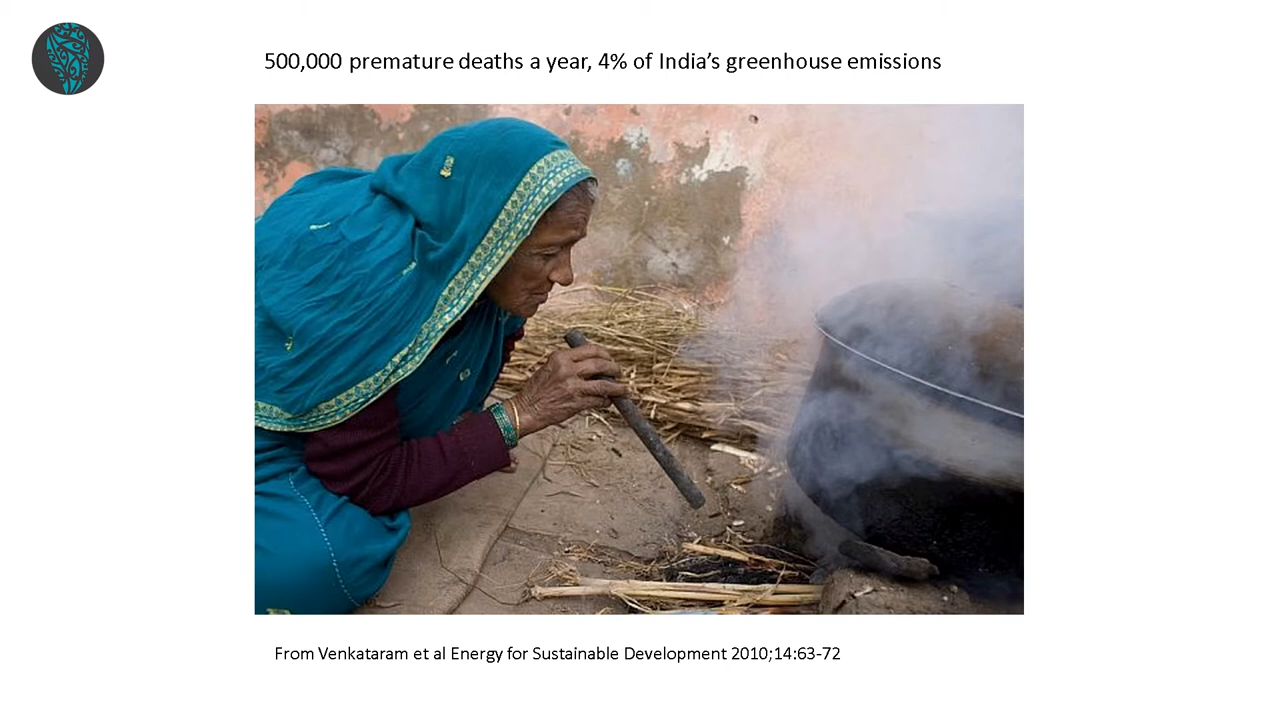 500,000 premature deaths a year, 4% of India’s greenhouse emissions
From Venkataram et al Energy for Sustainable Development 2010;14:63-72